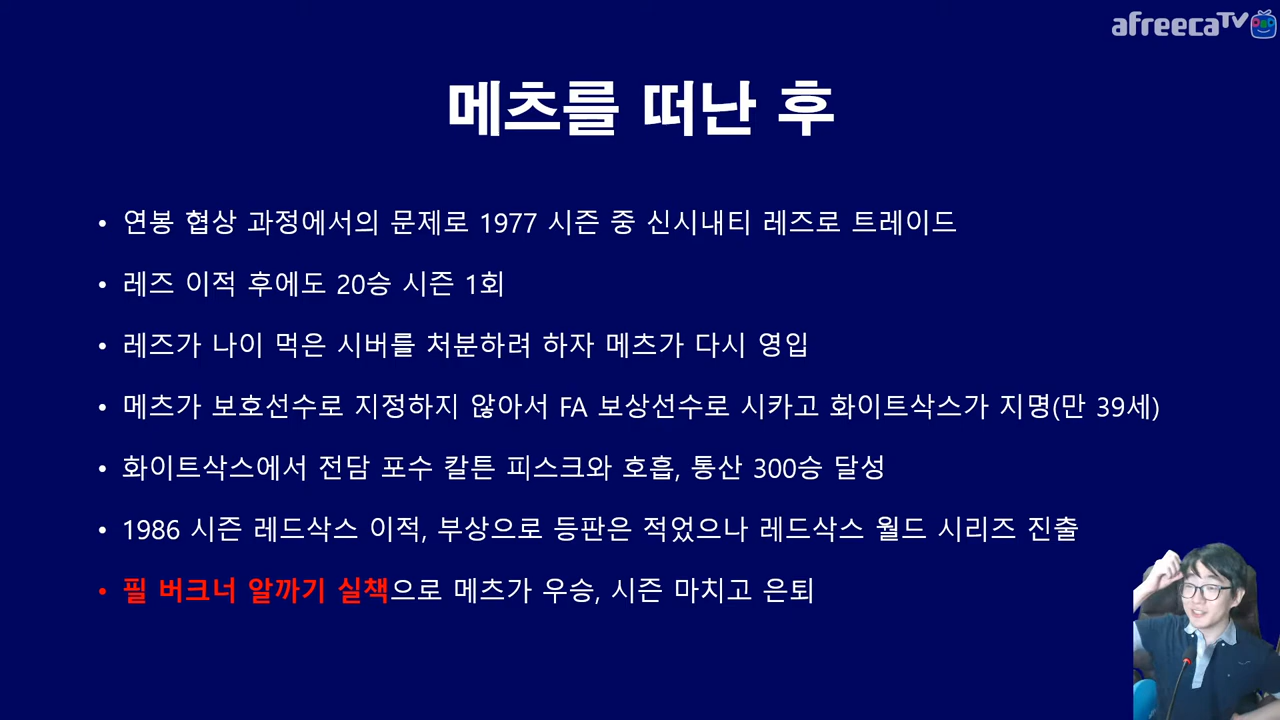 afreecaTV
메츠를 떠난 후
• 연봉 협상 과정에서의 문제로 1977 시즌 중 신시내티 레즈로 트레이드
• 레즈 이적 후에도 20승 시즌 1회
• 레즈가 나이 먹은 시버를 처분하려 하자 메츠가 다시 영입
• 메츠가 보호선수로 지정하지 않아서 FA 보상선수로 시카고 화이트삭스가 지명(만 39세)
• 화이트삭스에서 전담 포수 칼튼 피스크와 호흡, 통산 300승 달성
• 1986 시즌 레드삭스 이적, 부상으로 등판은 적었으나 레드삭스 월드 시리즈 진출
• 필 버크너 알까기 실책으로 메츠가 우승, 시즌 마치고 은퇴